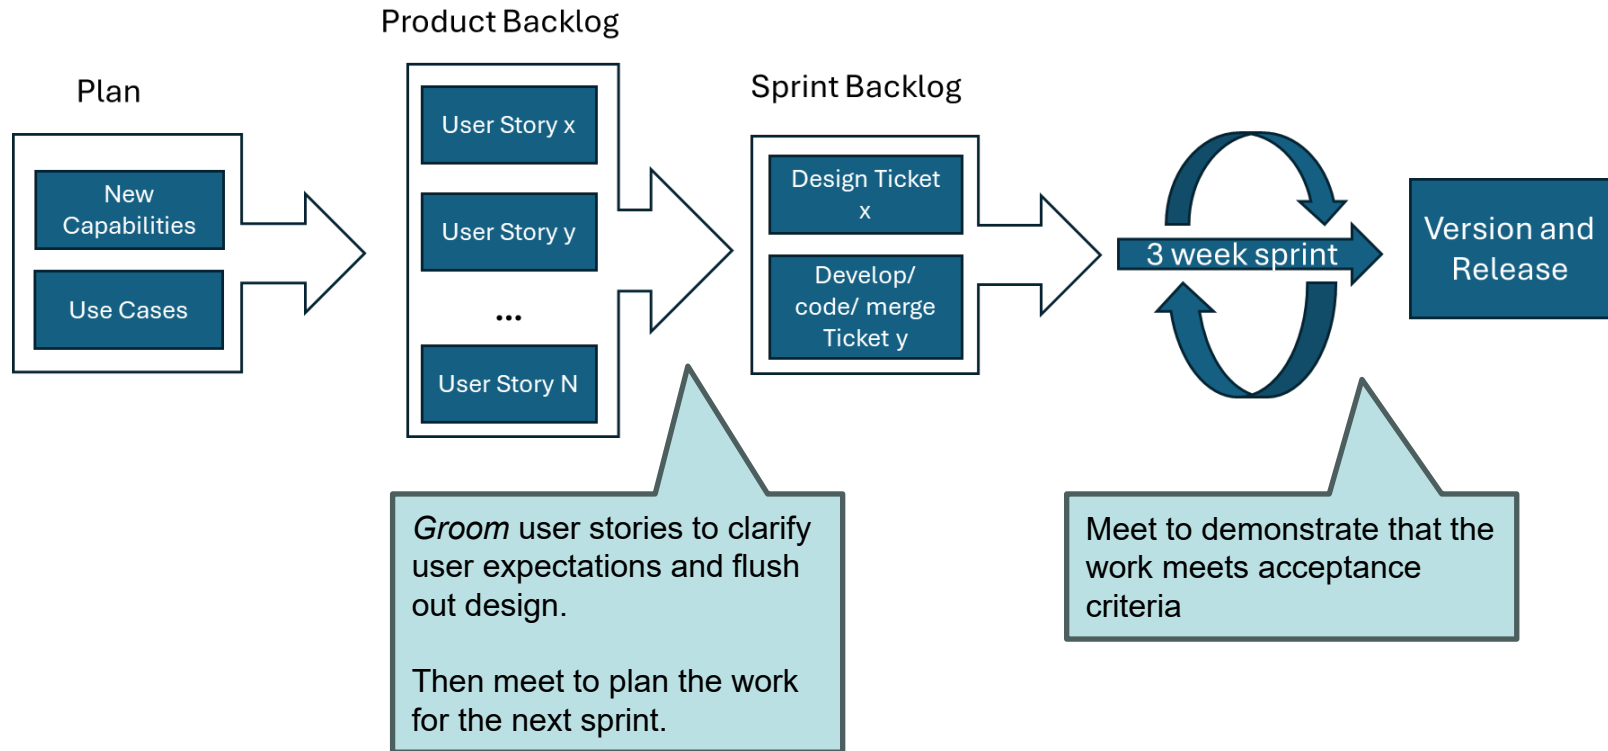 Product Backlog
Plan
Sprint Backlog
New
Capabilities
Use Cases
User Story x
User Story y
...
User Story N
Design Ticket
x
Develop/
code/ merge
Ticket y
3 week sprint
Version and
Release
Groom user stories to clarify
user expectations and flush
out design.
Then meet to plan the work
for the next sprint.
Meet to demonstrate that the
work meets acceptance
criteria